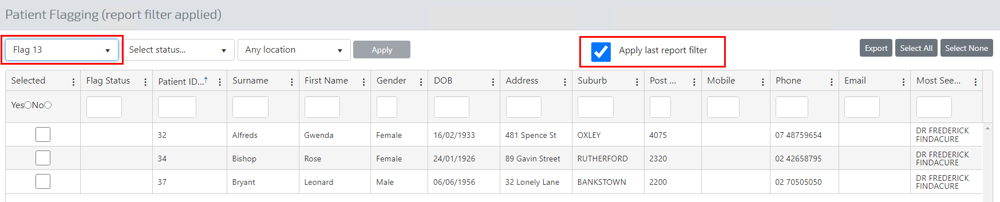 Patient Flagging (report filter applied)
Flag 13 Select status... Any location Apply Apply last report filter Export Select All Select None
Selected Flag Status Patient ID... Surname First Name Gender DOB Address Suburb Post ... Mobile Phone Email Most See...
Yes No
32 Alfreds Gwenda Female 16/02/1933 481 Spence St OXLEY 4075 07 48759654 DR FREDERICK
FINDACURE
34 Bishop Rose Female 24/01/1926 89 Gavin Street RUTHERFORD 2320 02 42658795 DR FREDERICK
FINDACURE
37 Bryant Leonard Male 06/06/1956 32 Lonely Lane BANKSTOWN 2200 02 70505050 DR FREDERICK
FINDACURE